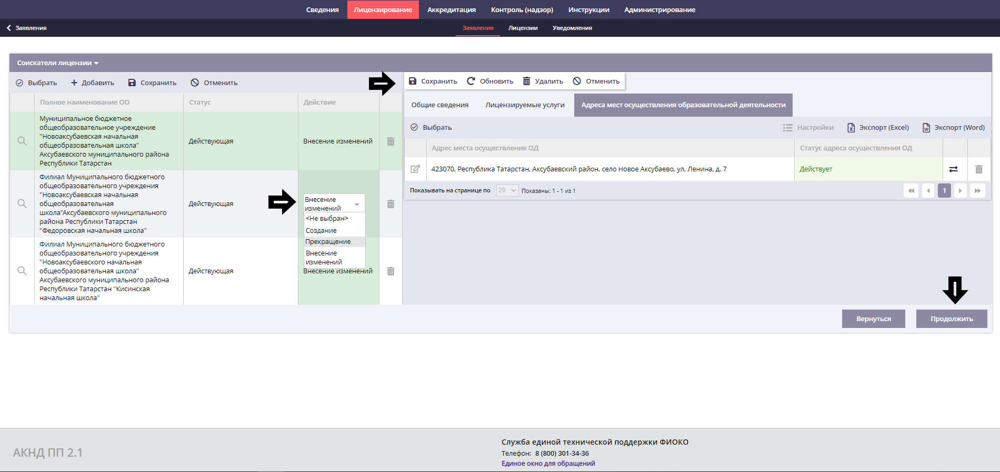 Сведения Лицензирование Аккредитация Контроль (надзор) Инструкции Администрирование
Заявления
Заявления Лицензии Уведомления
Соискатели лицензии
Выбрать Добавить Сохранить Отменить
Полное наименование ОО Статус Действие
Муниципальное бюджетное
общеобразовательное учреждение
"Новоаксубаевская начальная
общеобразовательная школа"
Аксубаевского муниципального района
Республики Татарстан
Действующая
Внесение изменений
Филиал Муниципального бюджетного
общеобразовательного учреждения
"Новоаксубаевская начальная
общеобразовательная
школа"Аксубаевского муниципального
района Республики Татарстан
"Федоровская начальная школа"
Действующая
Внесение
изменений
<Не выбран>
Создание
Прекращение
Внесение
изменений
Филиал Муниципального бюджетного
общеобразовательного учреждения
"Новоаксубаевского начальная
общеобразовательная школа"
Аксубаевского муниципального района
Республики Татарстан "Кисинская
начальная школа"
Действующая
Внесение изменений
Сохранить Обновить Удалить Отменить
Общие сведения Лицензируемые услуги Адреса мест осуществления образовательной деятельности
Выбрать Настройки Экспорт (Excel) Экспорт (Word)
Адрес места осуществления ОД Статус адреса осуществления ОД
423070, Республика Татарстан, Аксубаевский район, село Новое Аксубаево, ул. Ленина, д. 7 Действует
Показывать на странице по 20 Показаны: 1 - 1 из 1 1
Вернуться Продолжить
АКНД ПП 2.1
Служба единой технической поддержки ФИОКО
Телефон: 8 (800) 301-34-36
Единое окно для обращений